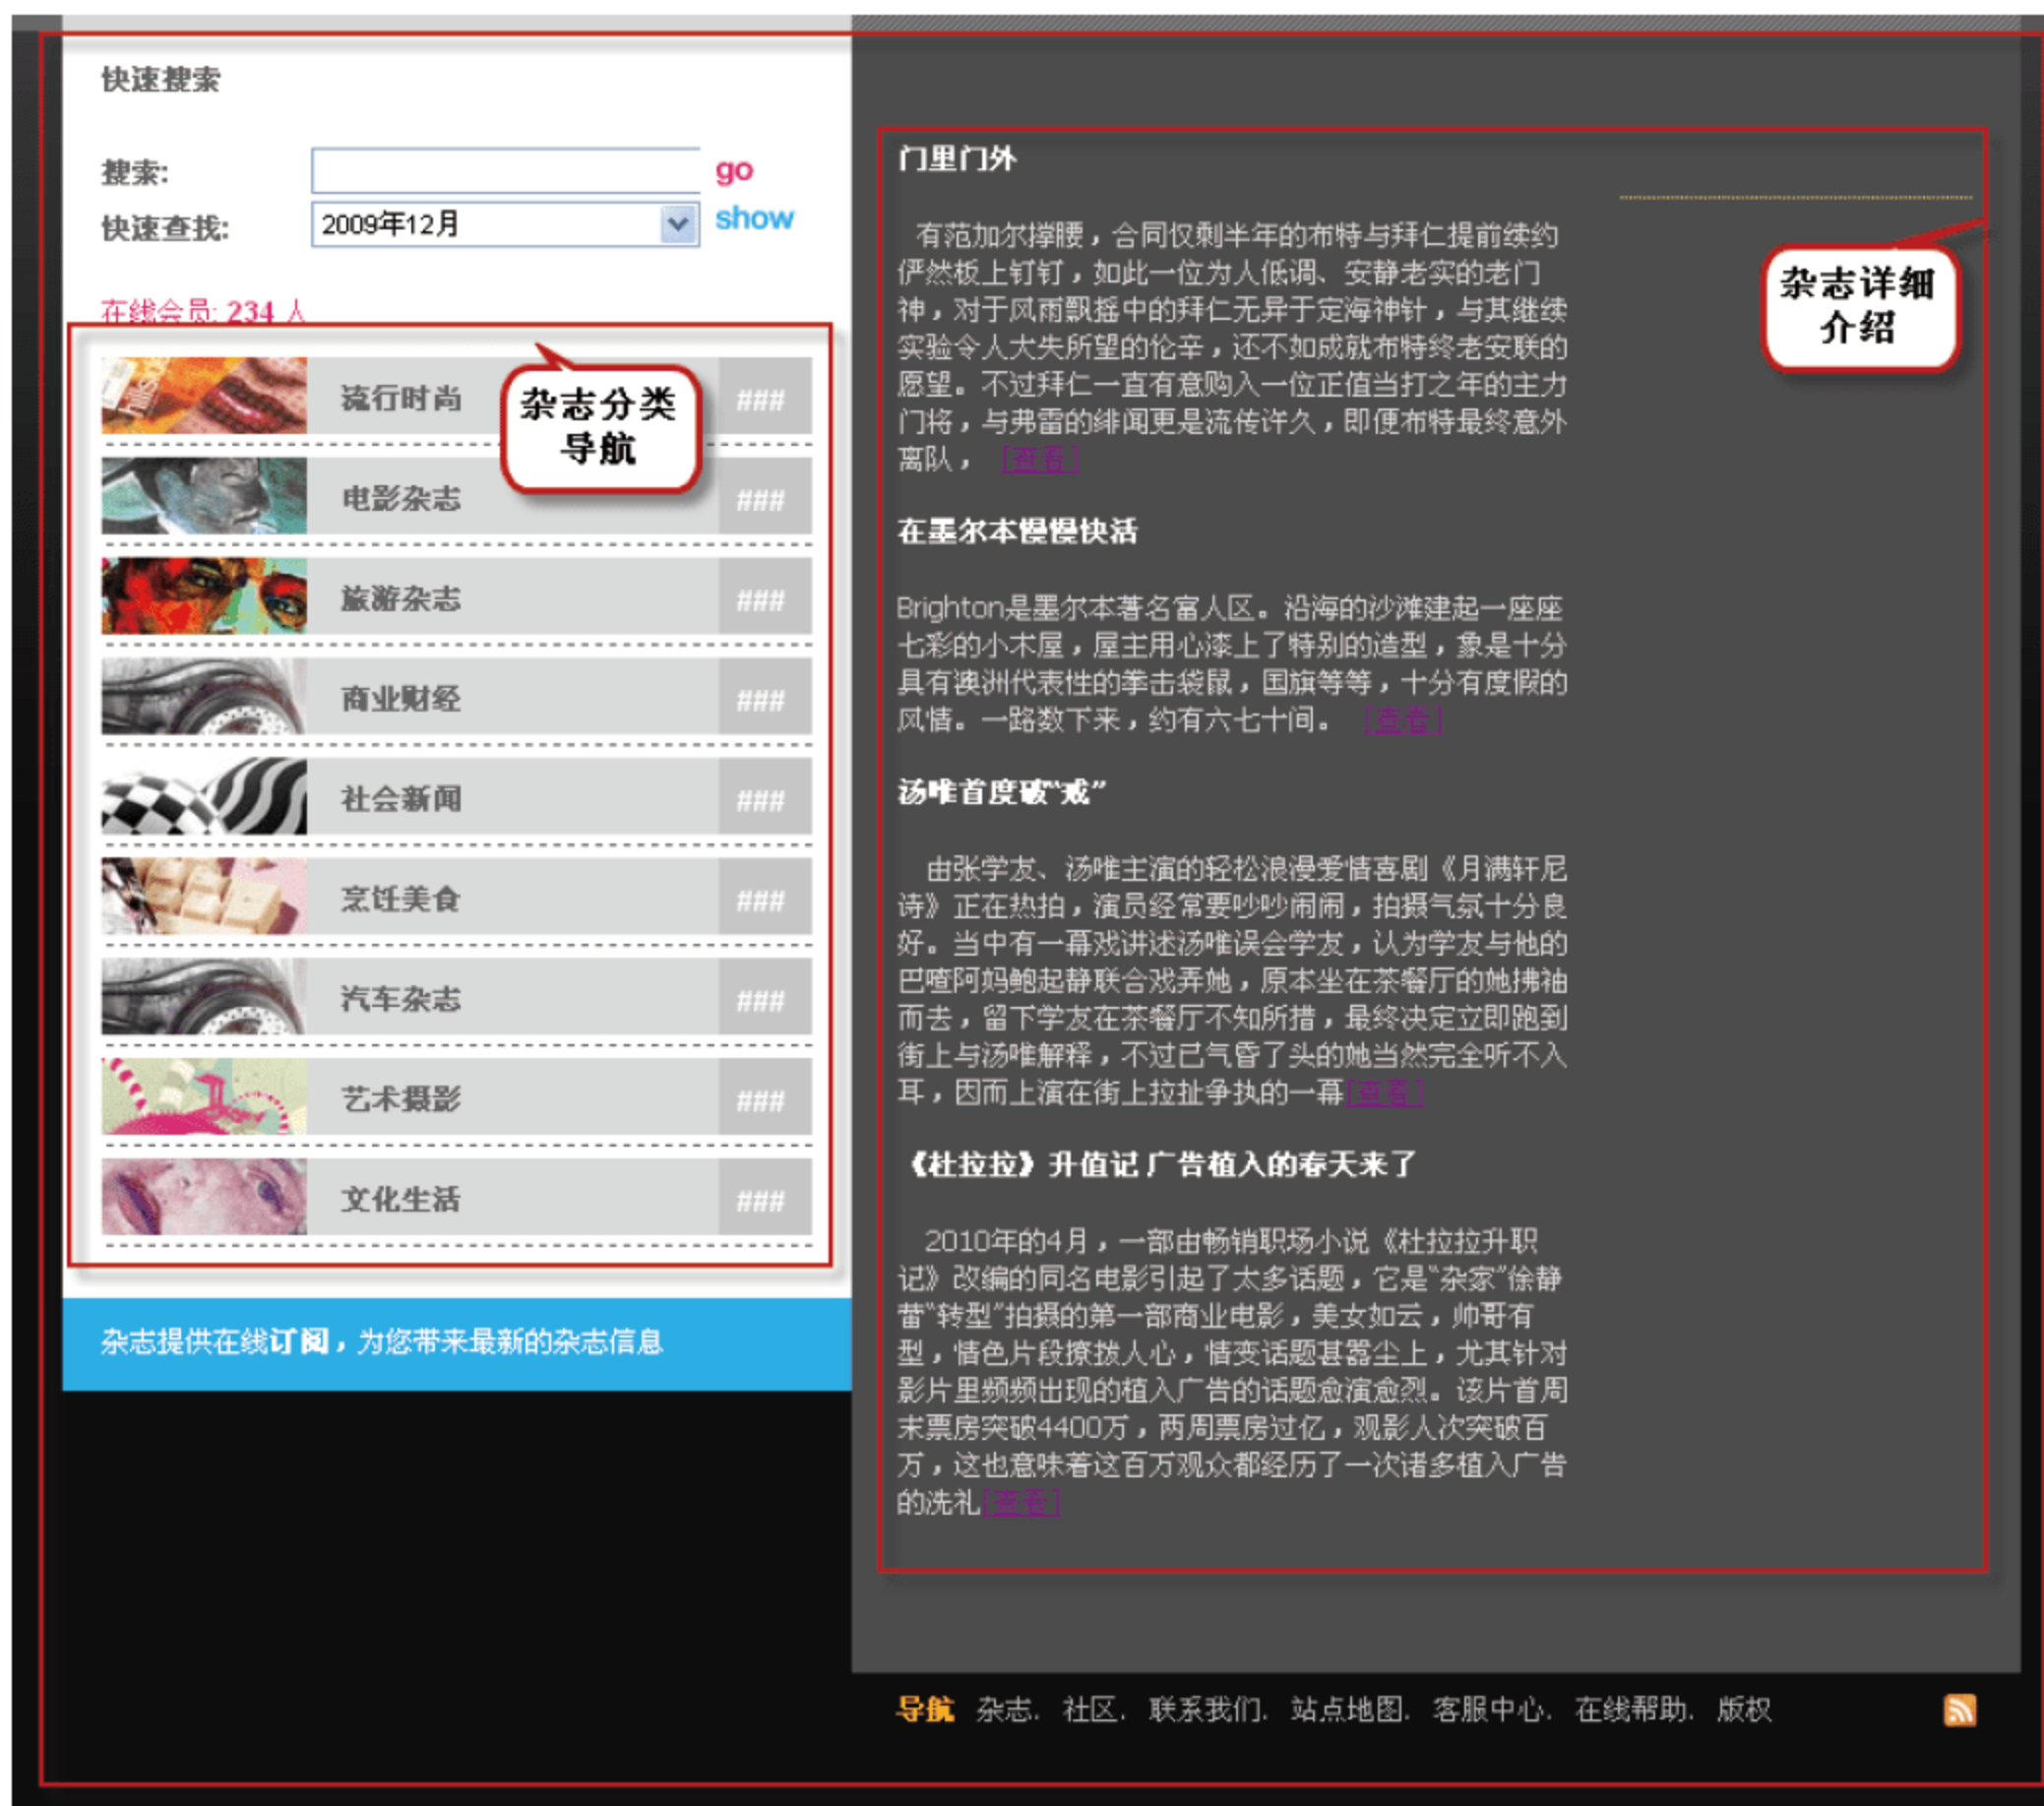 快速搜索
搜索:
go
快速查找:
2009年12月
show
在线会员: 234 人
杂志分类
导航
流行时尚
###
电影杂志
###
旅游杂志
###
商业财经
###
社会新闻
###
烹饪美食
###
汽车杂志
###
艺术摄影
###
文化生活
###
杂志提供在线订阅，为您带来最新的杂志信息
杂志详细
介绍
门里门外
有范加尔撑腰，合同仅剩半年的布特与拜仁提前续约
俨然板上钉钉，如此一位为人低调、安静老实的老门
神，对于风雨飘摇中的拜仁无异于定海神针，与其继续
实验令人大失所望的伦辛，还不如成就布特终老安联的
愿望。不过拜仁一直有意购入一位正值当打之年的主力
门将，与弗雷的绯闻更是流传许久，即便布特最终意外
离队， [查看]
在墨尔本慢慢快活
Brighton是墨尔本著名富人区。沿海的沙滩建起一座座
七彩的小木屋，屋主用心漆上了特别的造型，象是十分
具有澳洲代表性的拳击袋鼠，国旗等等，十分有度假的
风情。一路数下来，约有六七十间。 [查看]
汤唯首度破“戒”
由张学友、汤唯主演的轻松浪漫爱情喜剧《月满轩尼
诗》正在热拍，演员经常要吵吵闹闹，拍摄气氛十分良
好。当中有一幕戏讲述汤唯误会学友，认为学友与他的
巴喳阿妈鲍起静联合戏弄她，原本坐在茶餐厅的她拂袖
而去，留下学友在茶餐厅不知所措，最终决定立即跑到
街上与汤唯解释，不过已气昏了头的她当然完全听不入
耳，因而上演在街上拉扯争执的一幕[查看]
《杜拉拉》升值记 广告植入的春天来了
2010年的4月，一部由畅销职场小说《杜拉拉升职
记》改编的同名电影引起了太多话题，它是“杂家”徐静
蕾“转型”拍摄的第一部商业电影，美女如云，帅哥有
型，情色片段撩拨人心，情变话题甚嚣尘上，尤其针对
影片里频频出现的植入广告的话题愈演愈烈。该片首周
末票房突破4400万，两周票房过亿，观影人次突破百
万，这也意味着这百万观众都经历了一次诸多植入广告
的洗礼[查看]
导航 杂志. 社区. 联系我们. 站点地图. 客服中心. 在线帮助. 版权